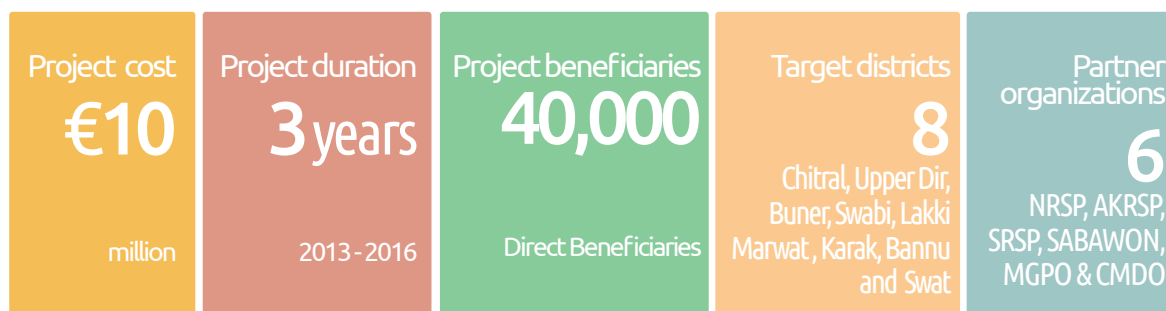 Project cost
€10
million
Project duration
3 years
2013 - 2016
Project beneficiaries
40,000
Direct Beneficiaries
Target districts
8
Chitral, Upper Dir,
Buner, Swabi, Lakki
Marwat , Karak, Bannu
and Swat
Partner
organizations
6
NRSP, AKRSP,
SRSP, SABAWON,
MGPO & CMDO